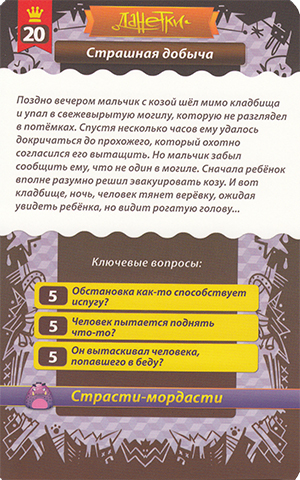 ДАНЕТКИ
20
Страшная добыча
Поздно вечером мальчик с козой шёл мимо кладбища
и упал в свежевырытую могилу, которую не разглядел
в потёмках. Спустя несколько часов ему удалось
докричаться до прохожего, который охотно
согласился его вытащить. Но мальчик забыл
сообщить ему, что не один в могиле. Сначала ребёнок
вполне разумно решил эвакуировать козу. И вот
кладбище, ночь, человек тянет верёвку, ожидая
увидеть ребёнка, но видит рогатую голову...
Ключевые вопросы:
5 Обстановка как-то способствует
испугу?
5 Человек пытается поднять
что-то?
5 Он вытаскивал человека,
попавшего в беду?
Страсти-мордасти